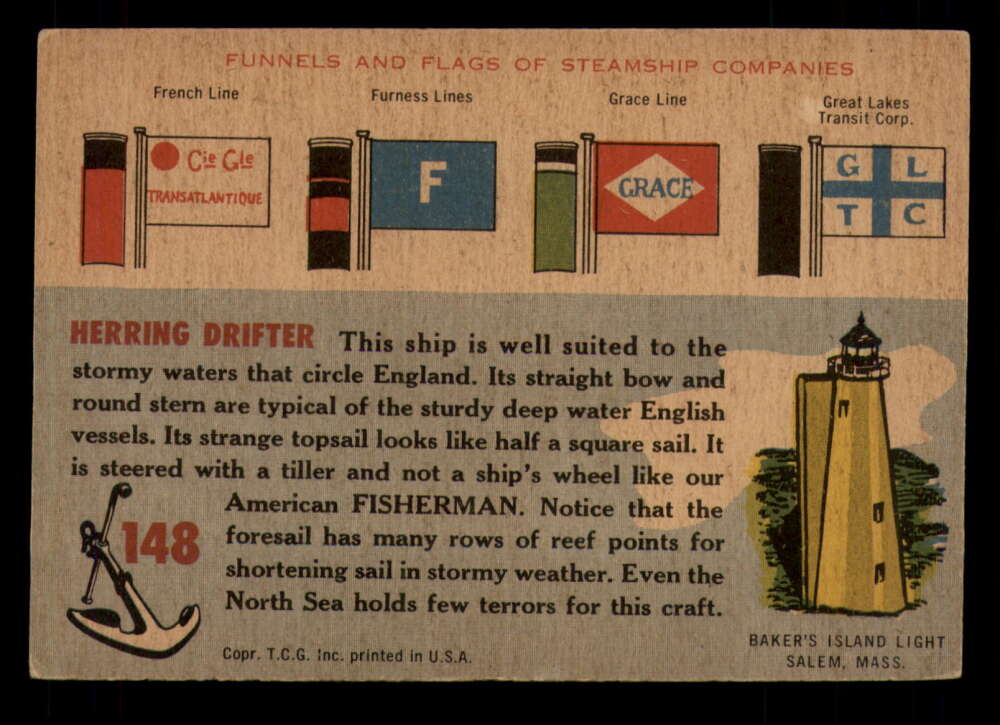 FUNNELS AND FLAGS OF STEAMSHIP COMPANIES
French Line
Furness Lines
Grace Line
Great Lakes
Transit Corp.
Cie Gle
TRANSATLANTIQUE
F
GRACE
G L
T C
HERRING DRIFTER This ship is well suited to the
stormy waters that circle England. Its straight bow and
round stern are typical of the sturdy deep water English
vessels. Its strange topsail looks like half a square sail. It
is steered with a tiller and not a ship's wheel like our
American FISHERMAN. Notice that the
foresail has many rows of reef points for
shortening sail in stormy weather. Even the
North Sea holds few terrors for this craft.
148
Copr. T.C.G. Inc. printed in U.S.A.
BAKER'S ISLAND LIGHT
SALEM, MASS.